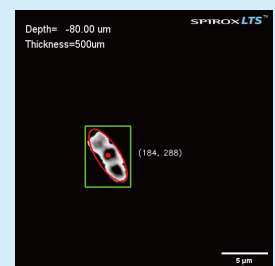 SPIROX LTS™
Depth= -80.00 um
Thickness=500um
(184, 288)
5 μm